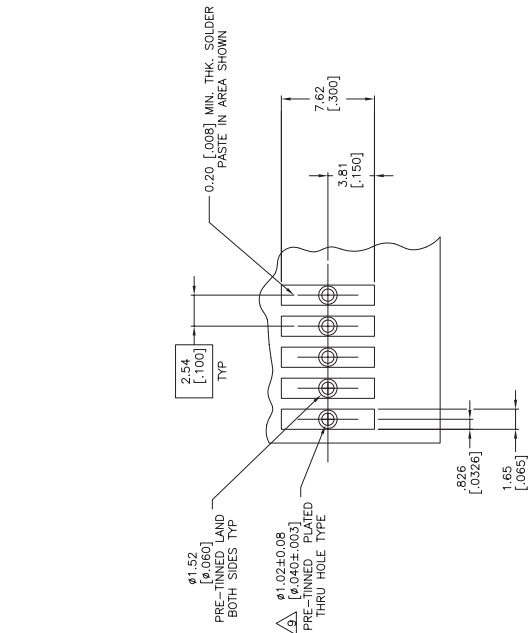 0.20 [.008] MIN. THK. SOLDER
PASTE IN AREA SHOWN
7.62
[.300]
3.81
[.150]
2.54
[.100]
TYP
ø1.52
[ø.060]
PRE-TINNED LAND
BOTH SIDES TYP
9
ø1.02±0.08
[ø.040±.003]
PRE-TINNED PLATED
THRU HOLE TYPE
.826
[.0326]
1.65
[.065]